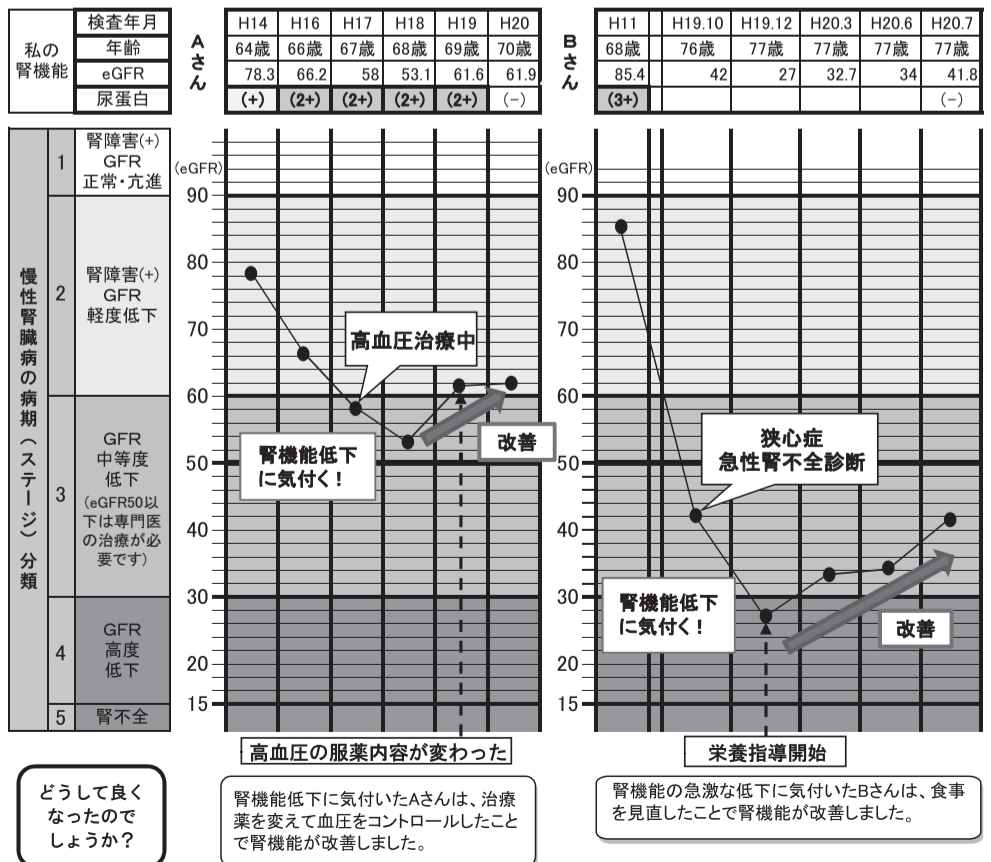 私の
腎機能
検査年月
年齢
eGFR
尿蛋白
Aさん
H14 H16 H17 H18 H19 H20
64歳 66歳 67歳 68歳 69歳 70歳
78.3 66.2 58 53.1 61.6 61.9
(+) (2+) (2+) (2+) (2+) (-)
Bさん
H11 H19.10 H19.12 H20.3 H20.6 H20.7
68歳 76歳 77歳 77歳 77歳 77歳
85.4 42 27 32.7 34 41.8
(3+) (-)
慢性腎臓病の病期(ステージ)分類
1
腎障害(+)
GFR
正常・亢進
2
腎障害(+)
GFR
軽度低下
3
GFR
中等度
低下
(eGFR50以
下は専門医
の治療が必
要です)
4
GFR
高度
低下
5
腎不全
(eGFR)
90
80
70
60
50
40
30
20
15
高血圧治療中
腎機能低下
に気付く!
改善
高血圧の服薬内容が変わった
(eGFR)
90
80
70
60
50
40
30
20
15
狭心症
急性腎不全診断
腎機能低下
に気付く!
改善
栄養指導開始
どうして良く
なったので
しょうか?
腎機能低下に気付いたAさんは、治療
薬を変えて血圧をコントロールしたこと
で腎機能が改善しました。
腎機能の急激な低下に気付いたBさんは、食事
を見直したことで腎機能が改善しました。